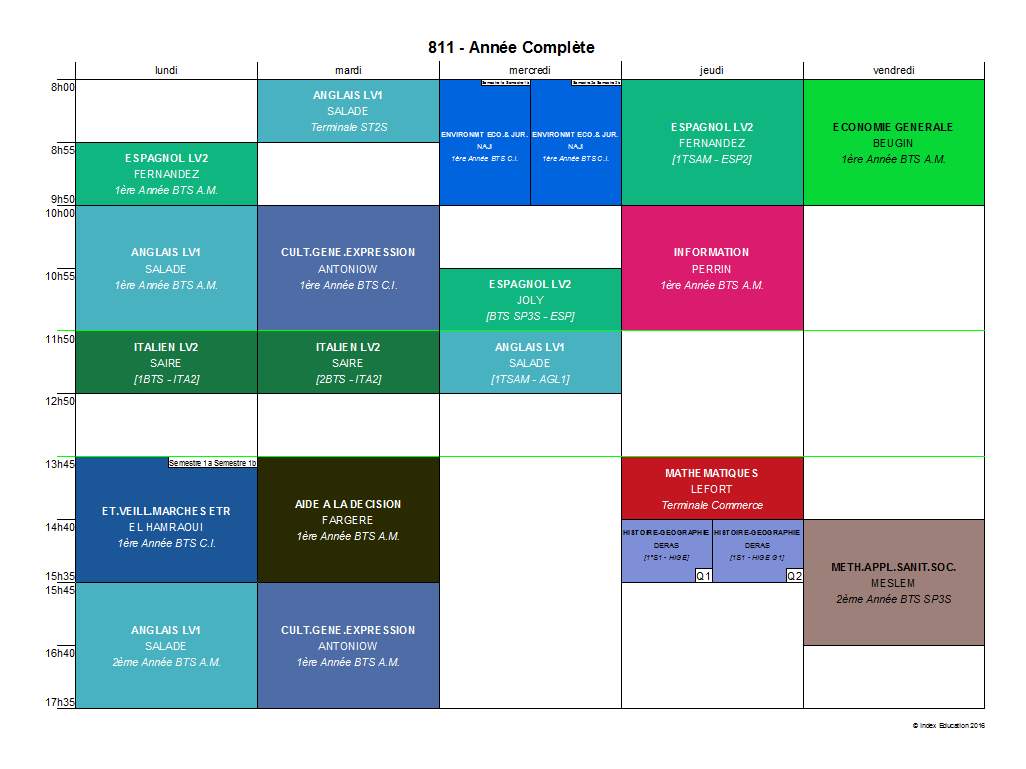 811 - Année Complète
lundi
mardi
mercredi
jeudi
vendredi
8h00
8h55
9h50
10h00
10h55
11h50
12h50
13h45
14h40
15h35
15h45
16h40
17h35
ESPAGNOL LV2
FERNANDEZ
1ère Année BTS A.M.
ANGLAIS LV1
SALADE
1ère Année BTS A.M.
ITALIEN LV2
SAIRE
[1BTS - ITA2]
Semestre 1a Semestre 1b
ET.VEILL.MARCHES ETR
EL HAMRAOUI
1ère Année BTS C.I.
ANGLAIS LV1
SALADE
2ème Année BTS A.M.
ANGLAIS LV1
SALADE
Terminale ST2S
CULT.GENE.EXPRESSION
ANTONIOW
1ère Année BTS C.I.
ITALIEN LV2
SAIRE
[2BTS - ITA2]
AIDE A LA DECISION
FARGERE
1ère Année BTS A.M.
CULT.GENE.EXPRESSION
ANTONIOW
1ère Année BTS A.M.
Semestre 1a Semestre 1b
ENVIRONMT ECO.& JUR.
NAJI
1ère Année BTS C.I.
Semestre 2a Semestre 2b
ENVIRONMT ECO.& JUR.
NAJI
1ère Année BTS C.I.
ESPAGNOL LV2
JOLY
[BTS SP3S - ESP]
ANGLAIS LV1
SALADE
[1TSAM - AGL1]
ESPAGNOL LV2
FERNANDEZ
[1TSAM - ESP2]
INFORMATION
PERRIN
1ère Année BTS A.M.
MATHEMATIQUES
LEFORT
Terminale Commerce
HISTOIRE-GEOGRAPHIE
DERAS
[1°S1 - HIGE]
Q1
HISTOIRE-GEOGRAPHIE
DERAS
[1S1 - HIGE G1]
Q2
ECONOMIE GENERALE
BEUGIN
1ère Année BTS A.M.
METH.APPL.SANIT.SOC.
MESLEM
2ème Année BTS SP3S
© Index Education 2016